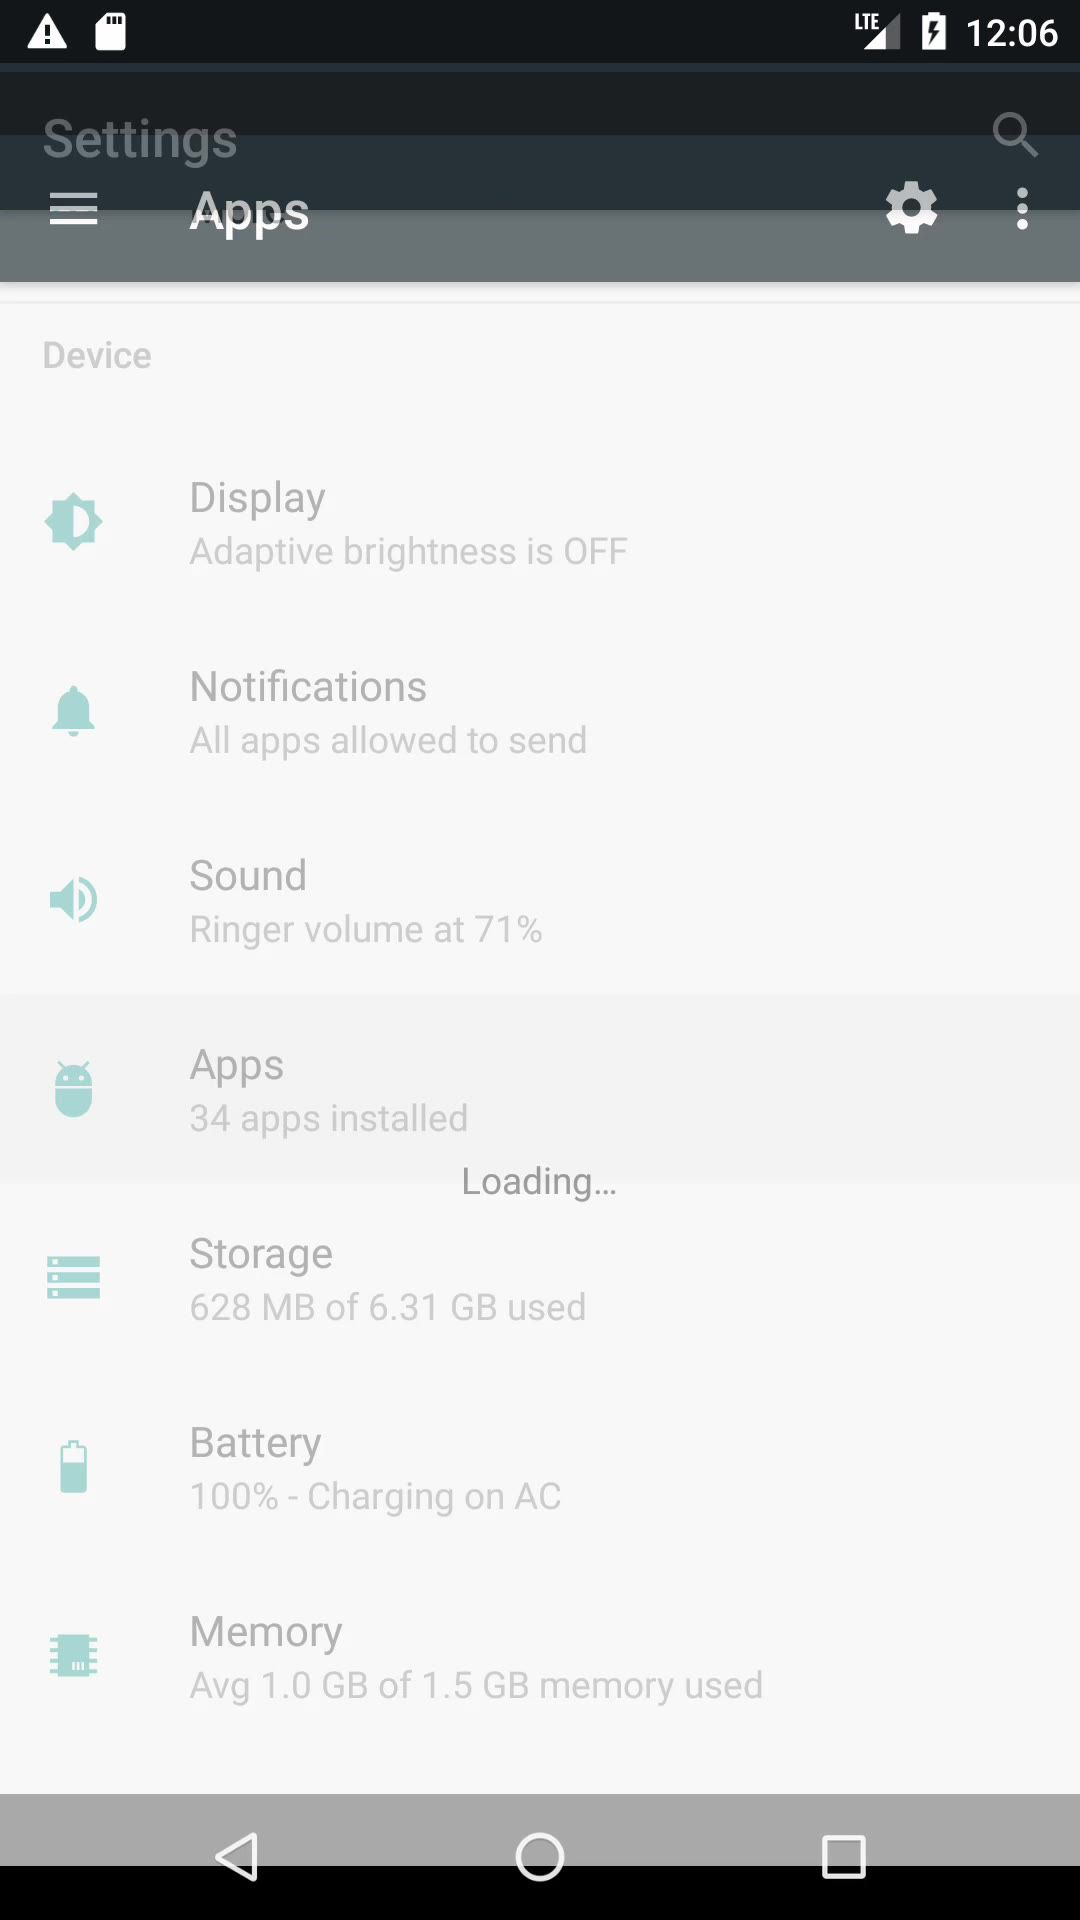 LTE 12:06
Settings
Apps
Device
Display
Adaptive brightness is OFF
Notifications
All apps allowed to send
Sound
Ringer volume at 71%
Apps
34 apps installed
Loading…
Storage
628 MB of 6.31 GB used
Battery
100% - Charging on AC
Memory
Avg 1.0 GB of 1.5 GB memory used